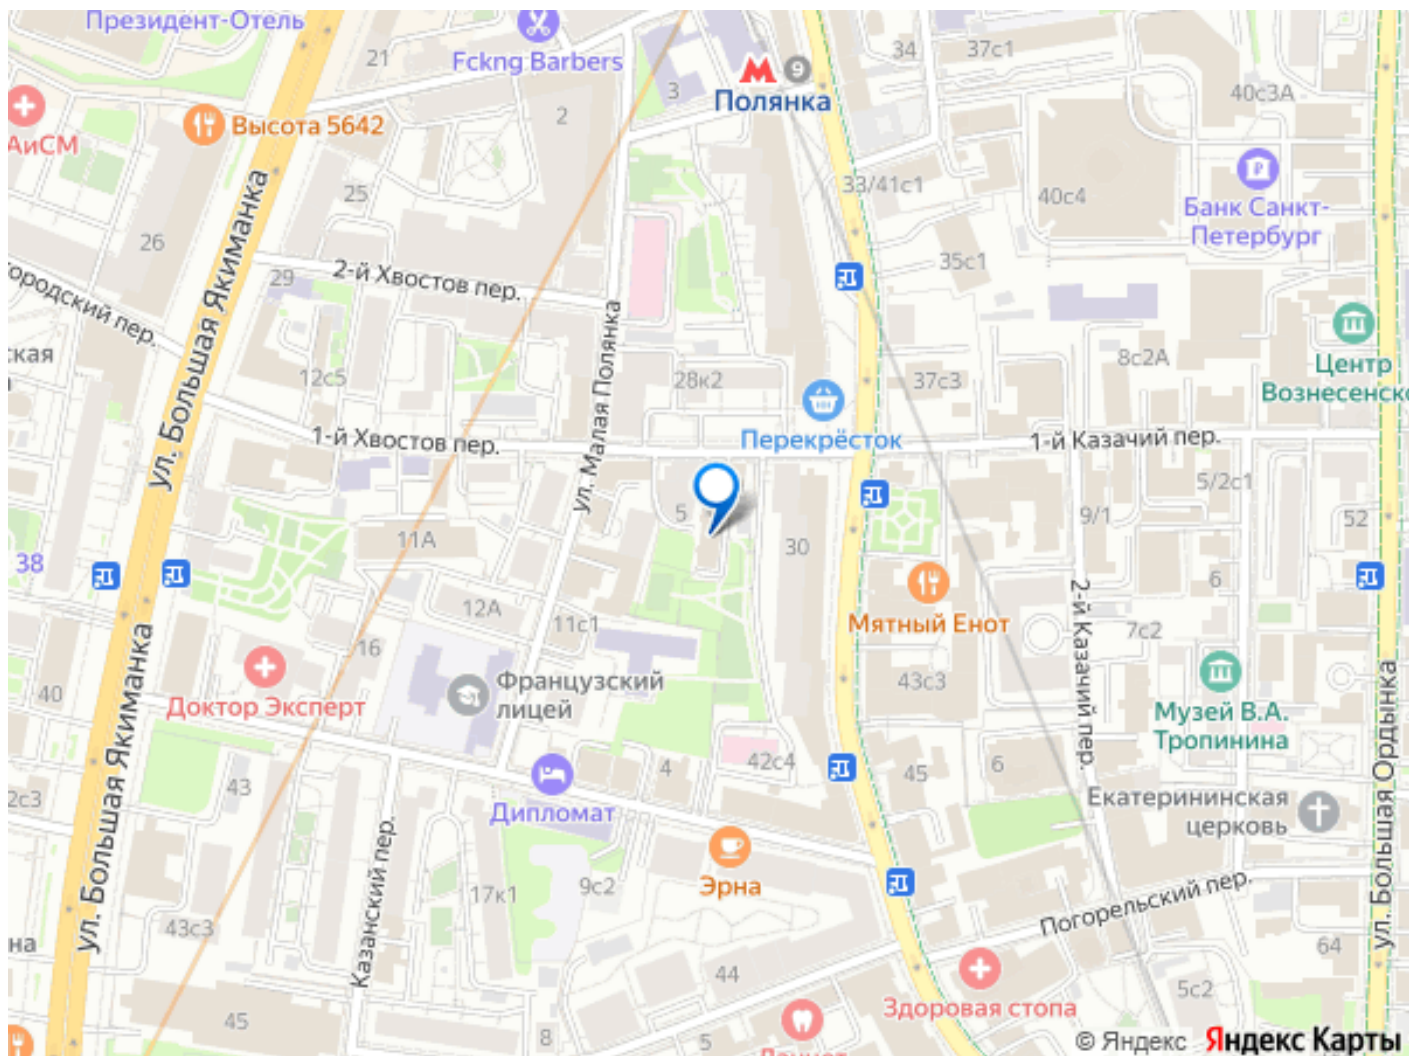 Президент-Отель
21
Fckng Barbers
34
37с1
3
9
Полянка
40с3А
АиСМ
Высота 5642
2
33/41с1
40с4
25
Банк Санкт-
Петербург
26
ул. Большая Якиманка
35с1
29
2-й Хвостов пер.
ородский пер.
ская
12с5
ул. Малая Полянка
28к2
37с3
8с2А
Центр
Вознесенско
Перекрёсток
1-й Хвостов пер.
1-й Казачий пер.
5/2с1
5
9/1
52
11А
30
38
6
12А
11с1
Мятный Енот
2-й Казачий пер.
7с2
16
40
Доктор Эксперт
Французский
лицей
43с3
Музей В.А.
Тропинина
ул. Большая Якиманка
42с4
4
45
6
ул. Большая Ордынка
43
2с3
Дипломат
Екатерининская
церковь
Казанский пер.
Эрна
17к1
9с2
43с3
Погорельский пер.
на
44
64
Здоровая стопа
5с2
45
8
5
© Яндекс Яндекс Карты